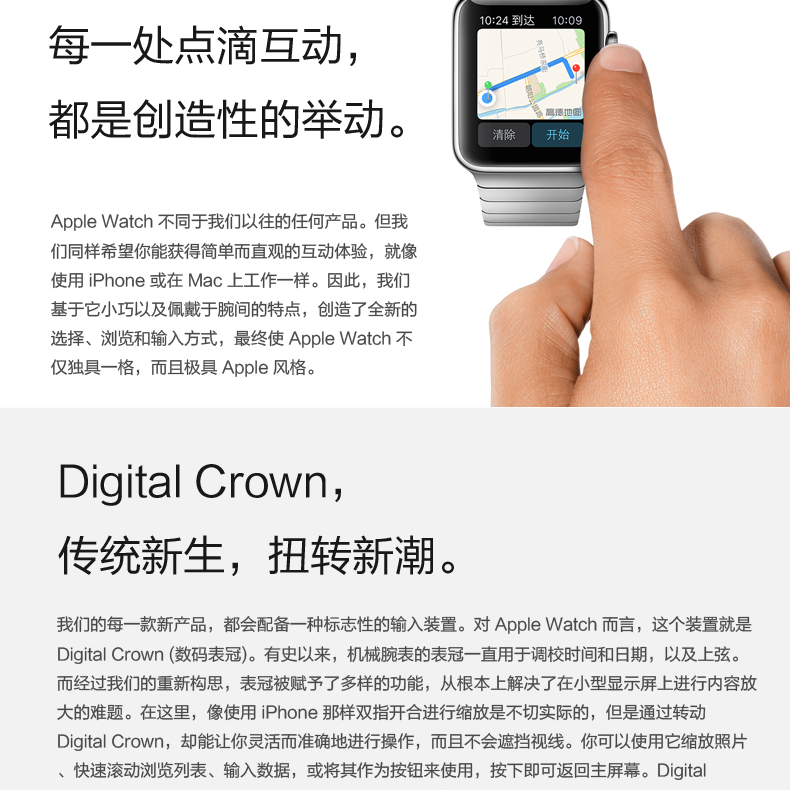 每一处点滴互动，
都是创造性的举动。
10:24 到达 10:09
高德地图
清除 开始
Apple Watch 不同于我们以往的任何产品。但我
们同样希望你能获得简单而直观的互动体验，就像
使用 iPhone 或在 Mac 上工作一样。因此，我们
基于它小巧以及佩戴于腕间的特点，创造了全新的
选择、浏览和输入方式，最终使 Apple Watch 不
仅独具一格，而且极具 Apple 风格。
Digital Crown，
传统新生，扭转新潮。
我们的每一款新产品，都会配备一种标志性的输入装置。对 Apple Watch 而言，这个装置就是
Digital Crown (数码表冠)。有史以来，机械腕表的表冠一直用于调校时间和日期，以及上弦。
而经过我们的重新构思，表冠被赋予了多样的功能，从根本上解决了在小型显示屏上进行内容放
大的难题。在这里，像使用 iPhone 那样双指开合进行缩放是不切实际的，但是通过转动
Digital Crown，却能让你灵活而准确地进行操作，而且不会遮挡视线。你可以使用它缩放照片
、快速滚动浏览列表、输入数据，或将其作为按钮来使用，按下即可返回主屏幕。Digital